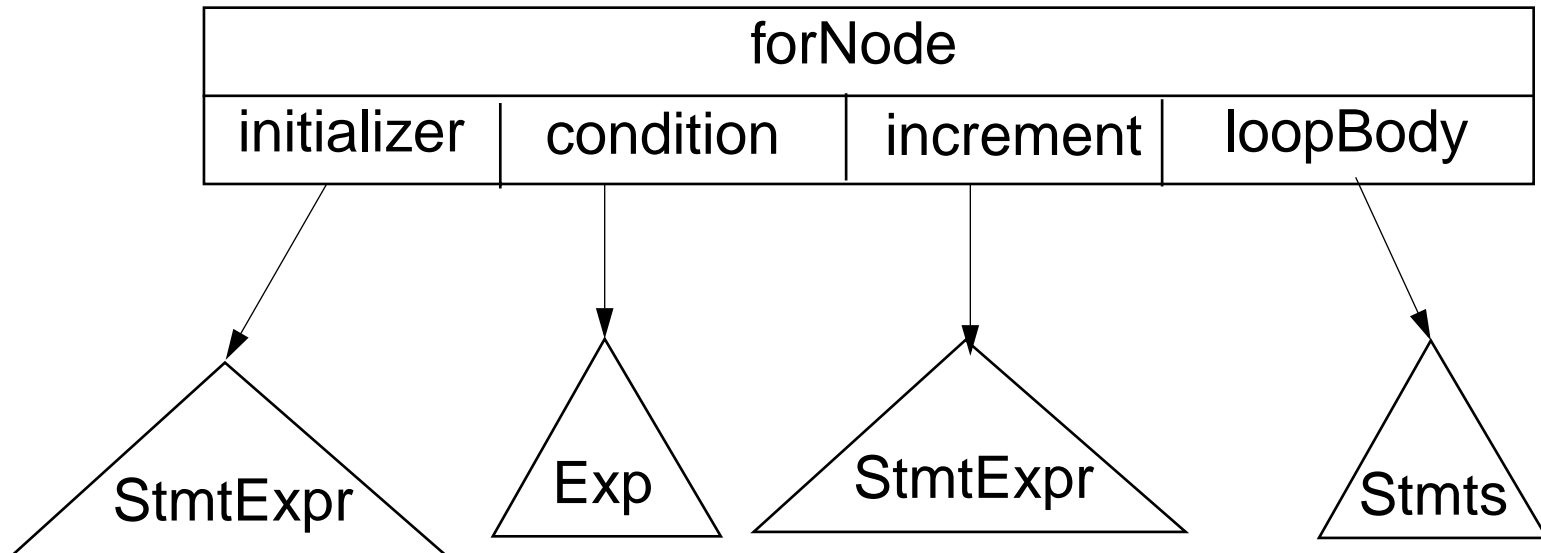 forNode
initializer condition increment loopBody
StmtExpr Exp StmtExpr Stmts